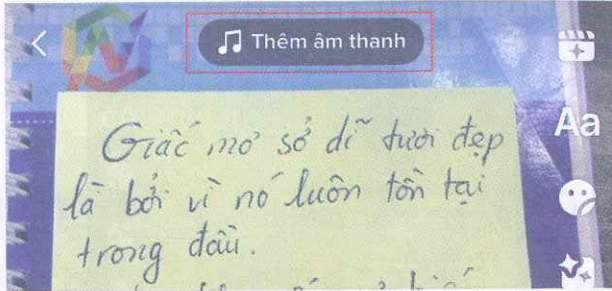 Thêm âm thanh
Aa
Giấc mơ sở dĩ tươi đẹp
là bởi vì nó luôn tồn tại
trong đầu.